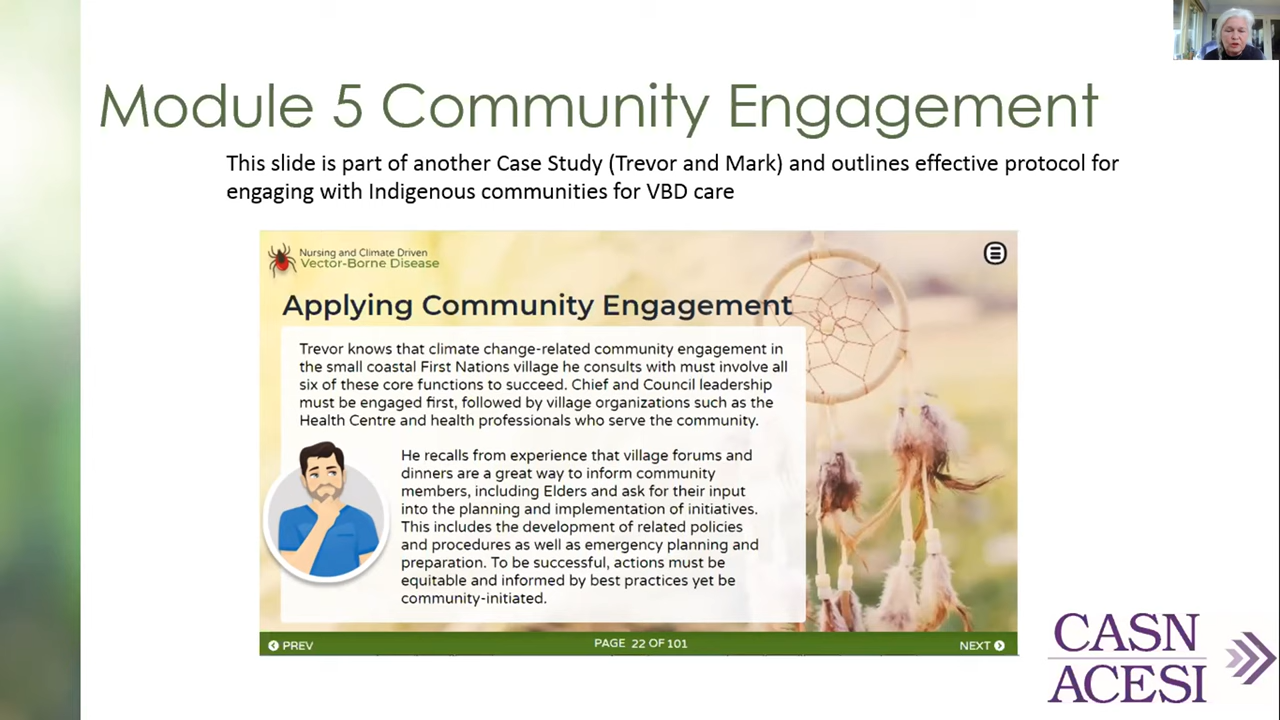 Module 5 Community Engagement
This slide is part of another Case Study (Trevor and Mark) and outlines effective protocol for
engaging with Indigenous communities for VBD care
Nursing and Climate Driven
Vector-Borne Disease
Applying Community Engagement
Trevor knows that climate change-related community engagement in
the small coastal First Nations village he consults with must involve all
six of these core functions to succeed. Chief and Council leadership
must be engaged first, followed by village organizations such as the
Health Centre and health professionals who serve the community.
He recalls from experience that village forums and
dinners are a great way to inform community
members, including Elders and ask for their input
into the planning and implementation of initiatives.
This includes the development of related policies
and procedures as well as emergency planning and
preparation. To be successful, actions must be
equitable and informed by best practices yet be
community-initiated.
PREV
PAGE 22 OF 101
NEXT
CASN
ACESI